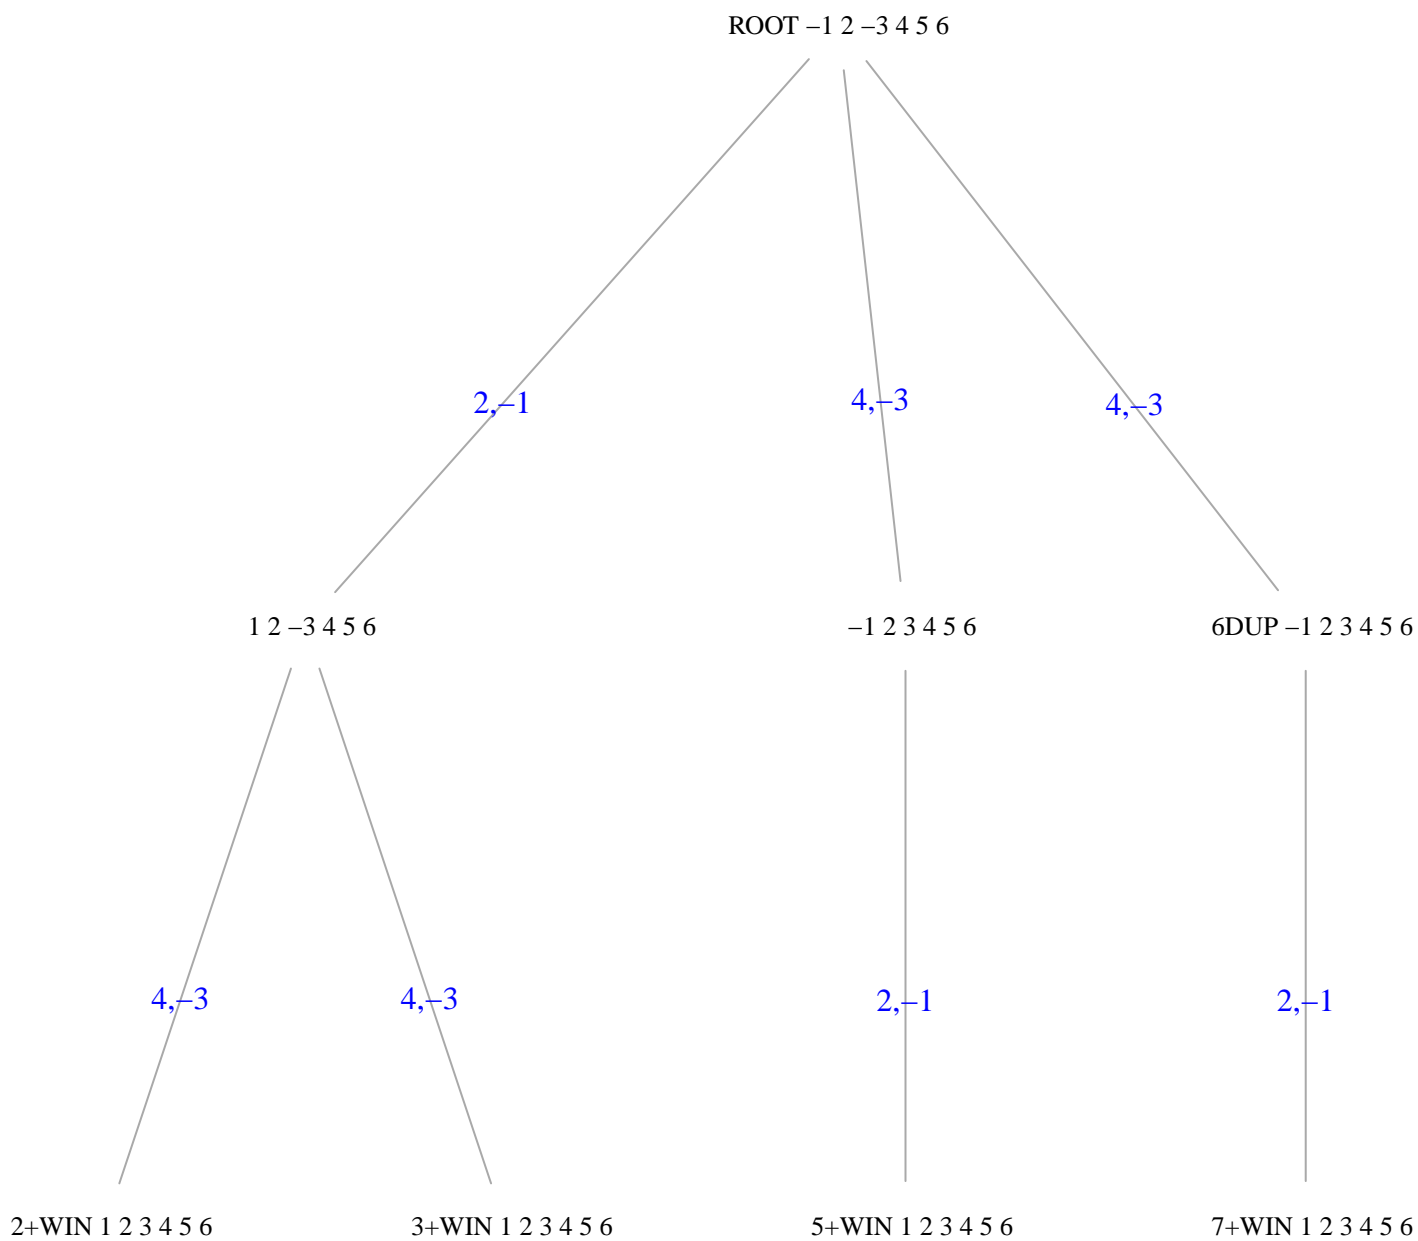 ROOT –1 2 –3 4 5 6
2,–1
4,–3
4,–3
1 2 –3 4 5 6
–1 2 3 4 5 6
6DUP –1 2 3 4 5 6
4,–3
4,–3
2,–1
2,–1
2+WIN 1 2 3 4 5 6
3+WIN 1 2 3 4 5 6
5+WIN 1 2 3 4 5 6
7+WIN 1 2 3 4 5 6